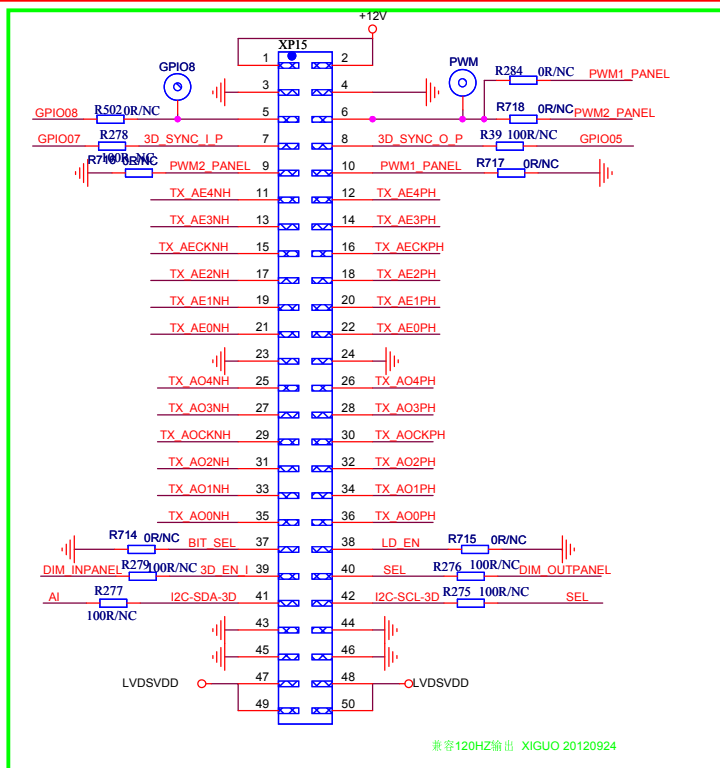 +12V
XP15
1 2
GPIO8
PWM
R284 0R/NC PWM1_PANEL
3 4
GPIO08 R502 0R/NC 5 6 R718 0R/NC PWM2_PANEL
GPIO07 R278 3D_SYNC_I_P 7 8 3D_SYNC_O_P R39 100R/NC GPIO05
100R/NC
0R/NC PWM2_PANEL 9 10 PWM1_PANEL R717 0R/NC
TX_AE4NH 11 12 TX_AE4PH
TX_AE3NH 13 14 TX_AE3PH
TX_AECKNH 15 16 TX_AECKPH
TX_AE2NH 17 18 TX_AE2PH
TX_AE1NH 19 20 TX_AE1PH
TX_AE0NH 21 22 TX_AE0PH
23 24
TX_AO4NH 25 26 TX_AO4PH
TX_AO3NH 27 28 TX_AO3PH
TX_AOCKNH 29 30 TX_AOCKPH
TX_AO2NH 31 32 TX_AO2PH
TX_AO1NH 33 34 TX_AO1PH
TX_AO0NH 35 36 TX_AO0PH
R714 0R/NC BIT_SEL 37 38 LD_EN R715 0R/NC
DIM_INPANEL R279 100R/NC 3D_EN_I 39 40 SEL R276 100R/NC DIM_OUTPANEL
AI R277 I2C-SDA-3D 41 42 I2C-SCL-3D R275 100R/NC SEL
100R/NC
43 44
45 46
LVDSVDD 47 48 LVDSVDD
49 50
兼容120HZ输出 XIGUO 20120924